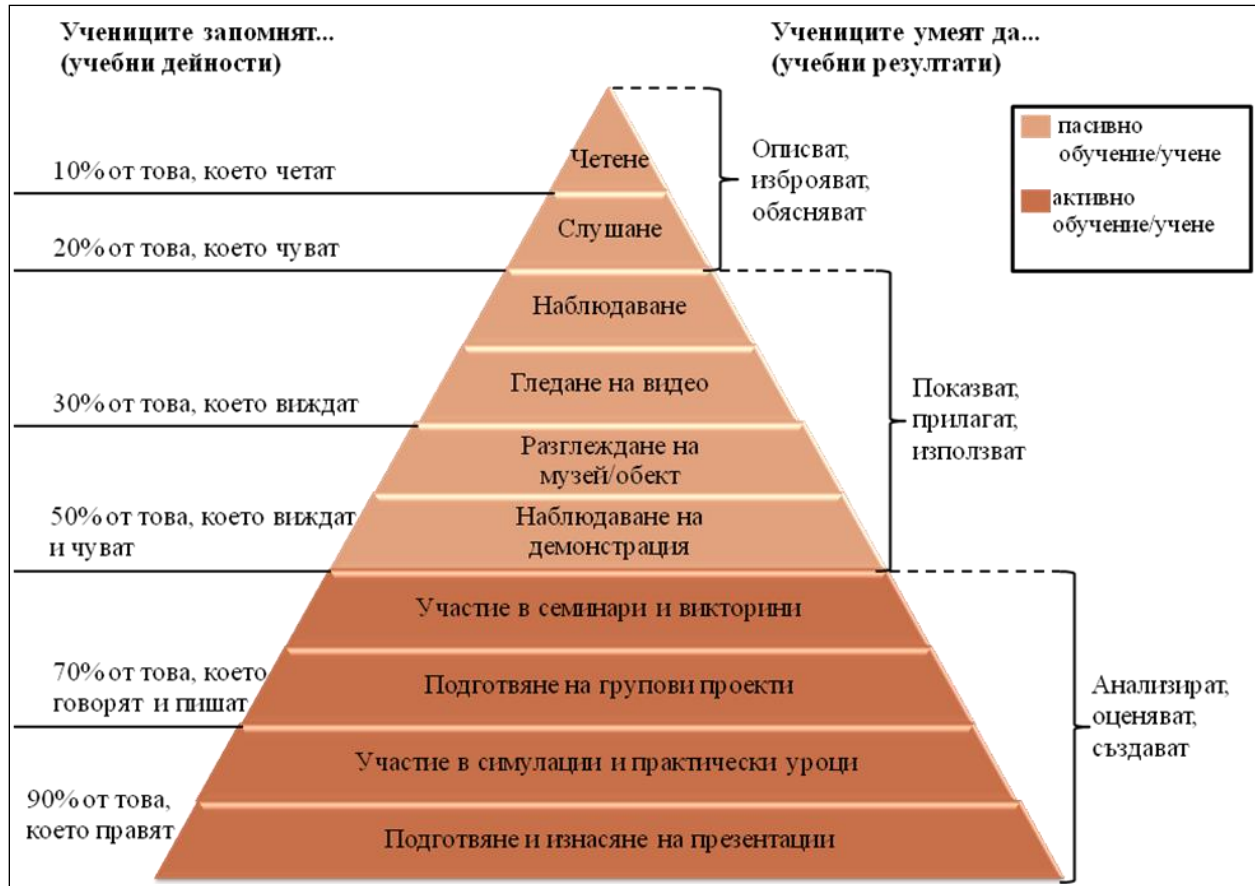 Учениците запомнят...
(учебни дейности)
Учениците умеят да...
(учебни резултати)
пасивно
обучение/учене
активно
обучение/учене
10% от това, което четат
Четене
Описват,
изброяват,
обясняват
20% от това, което чуват
Слушане
Наблюдаване
30% от това, което виждат
Гледане на видео
Показват,
прилагат,
използват
Разглеждане на
музей/обект
50% от това, което виждат
и чуват
Наблюдаване на
демонстрация
Участие в семинари и викторини
70% от това, което
говорят и пишат
Подготвяне на групови проекти
Анализират,
оценяват,
създават
Участие в симулации и практически уроци
90% от това,
което правят
Подготвяне и изнасяне на презентации